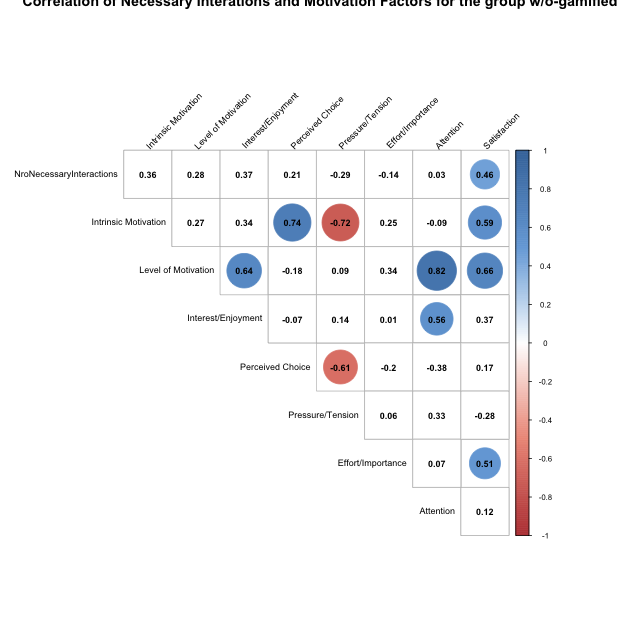 Correlation of Necessary Interations and Motivation Factors for the group w/o-gamified
Intrinsic Motivation
Level of Motivation
Interest/Enjoyment
Perceived Choice
Pressure/Tension
Effort/Importance
Attention
Satisfaction
NroNecessaryInteractions 0.36 0.28 0.37 0.21 -0.29 -0.14 0.03 0.46
Intrinsic Motivation 0.27 0.34 0.74 -0.72 0.25 -0.09 0.59
Level of Motivation 0.64 -0.18 0.09 0.34 0.82 0.66
Interest/Enjoyment -0.07 0.14 0.01 0.56 0.37
Perceived Choice -0.61 -0.2 -0.38 0.17
Pressure/Tension 0.06 0.33 -0.28
Effort/Importance 0.07 0.51
Attention 0.12
1
0.8
0.6
0.4
0.2
0
-0.2
-0.4
-0.6
-0.8
-1